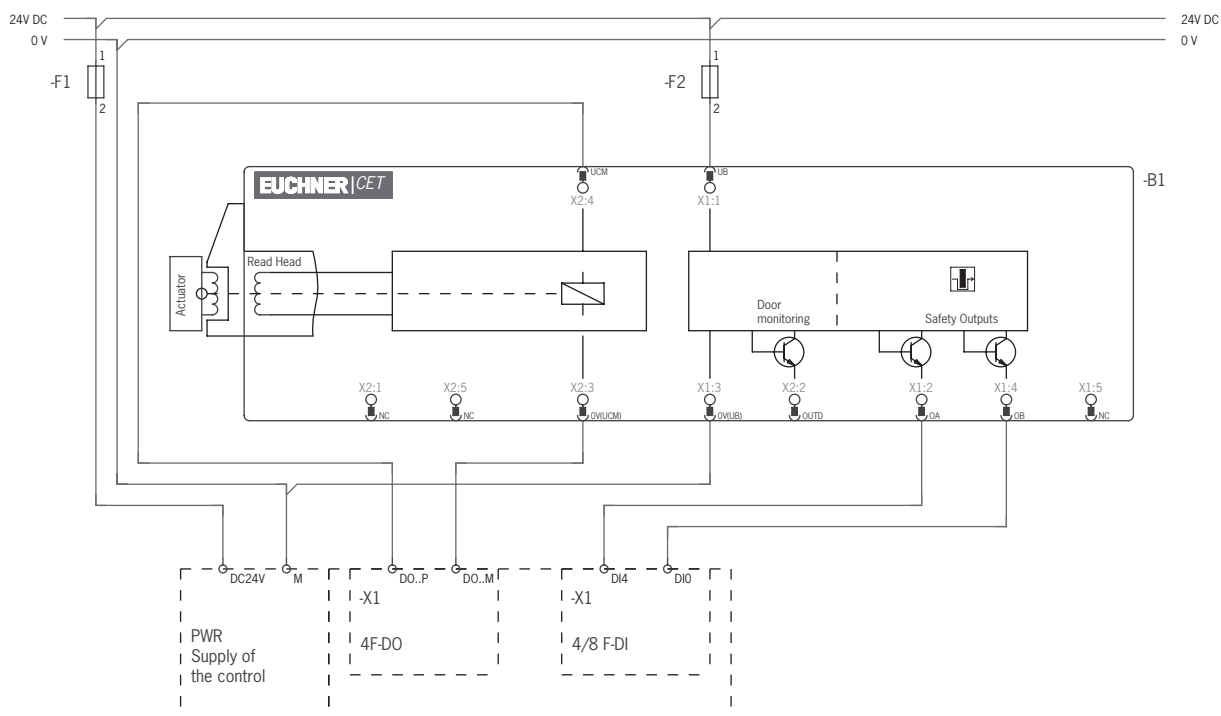 24V DC
0 V
24V DC
0 V
1
-F1
2
1
-F2
2
EUCHNER CET
UCM
X2:4
UB
X1:1
-B1
Actuator
Read Head
Door
monitoring
Safety Outputs
X2:1
NC
X2:5
NC
X2:3
0V(UCM)
X1:3
0V(UB)
X2:2
OUTD
X1:2
OA
X1:4
OB
X1:5
NC
DC24V
M
DO..P
DO..M
DI4
DI0
PWR
Supply of
the control
-X1
4F-DO
-X1
4/8 F-DI